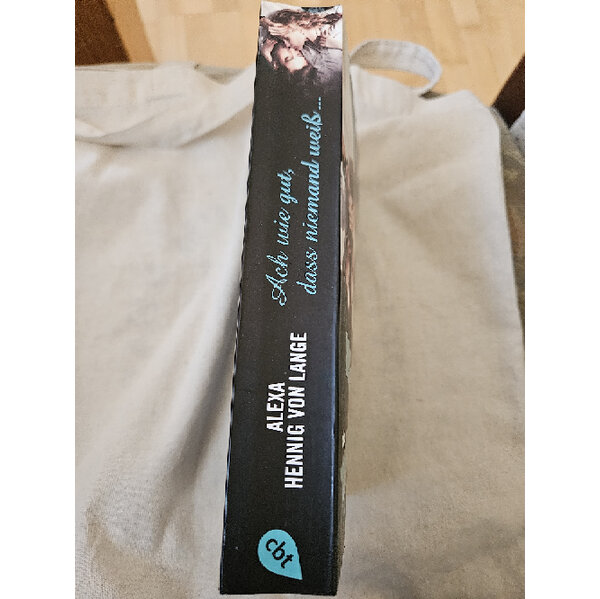 Ach wie gut,
dass niemand weiß...
ALEXA
HENNIG VON LANGE
cbt